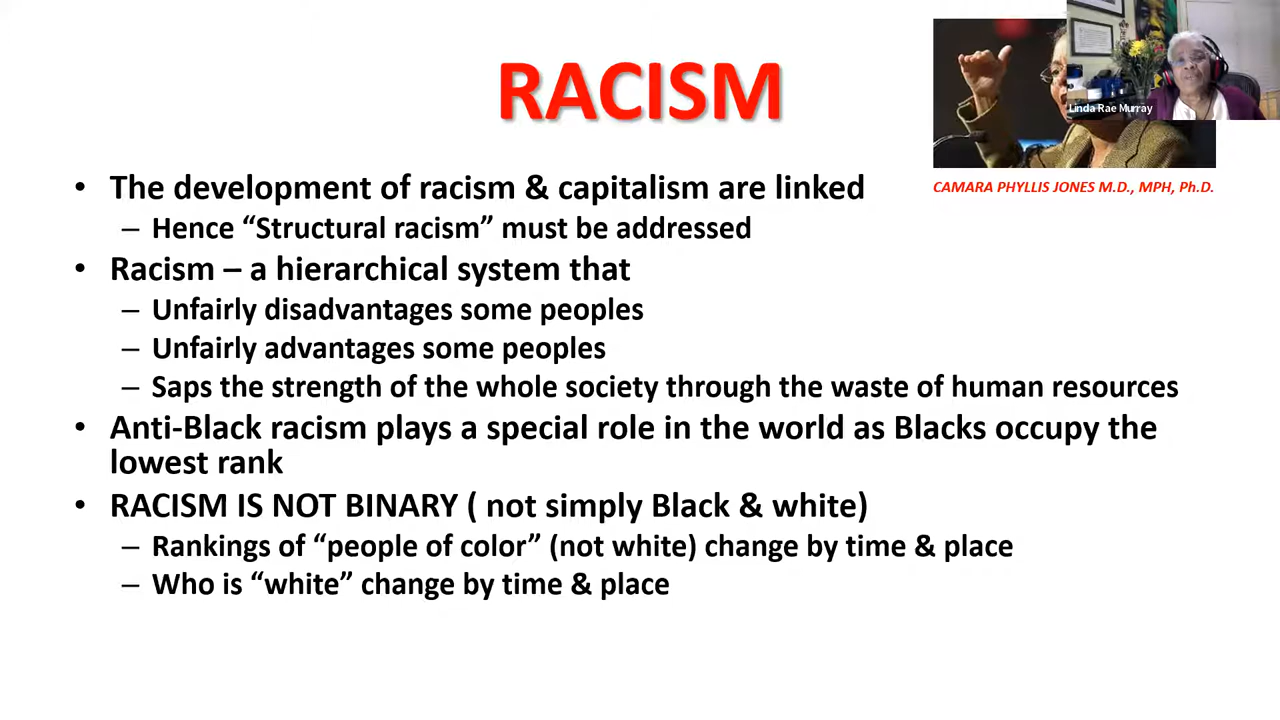 RACISM
Linda Rae Murray
CAMARA PHYLLIS JONES M.D., MPH, Ph.D.
• The development of racism & capitalism are linked
– Hence “Structural racism” must be addressed
• Racism – a hierarchical system that
– Unfairly disadvantages some peoples
– Unfairly advantages some peoples
– Saps the strength of the whole society through the waste of human resources
• Anti-Black racism plays a special role in the world as Blacks occupy the
lowest rank
• RACISM IS NOT BINARY ( not simply Black & white)
– Rankings of “people of color” (not white) change by time & place
– Who is “white” change by time & place